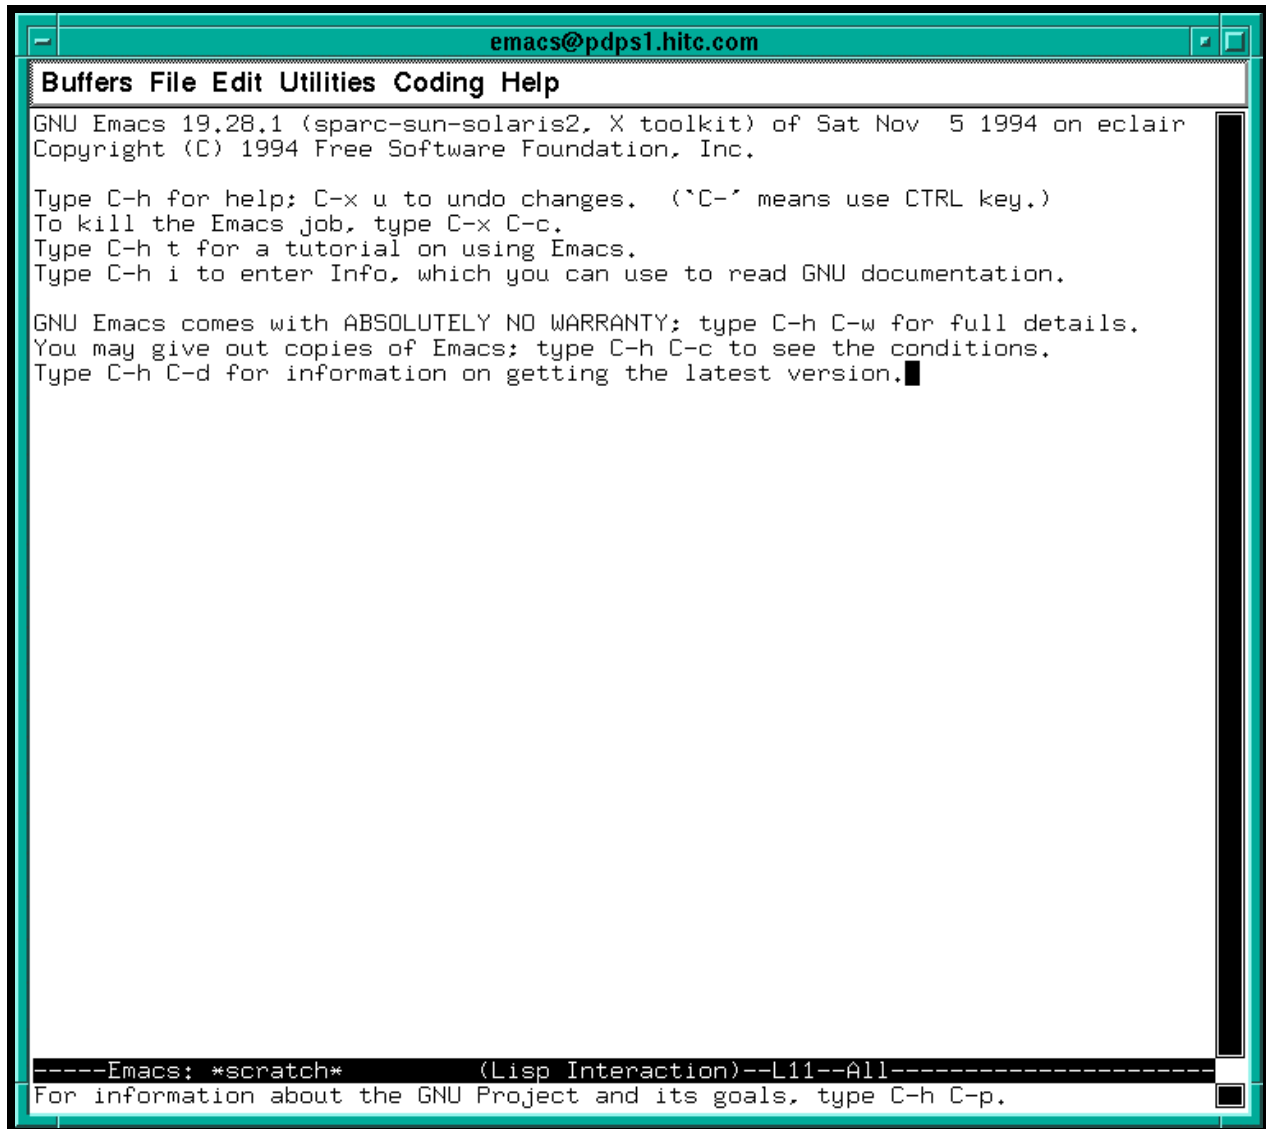 emacs@pdps1.hitc.com
Buffers File Edit Utilities Coding Help
GNU Emacs 19.28.1 (sparc-sun-solaris2, X toolkit) of Sat Nov  5 1994 on eclair
Copyright (C) 1994 Free Software Foundation, Inc.
Type C-h for help; C-x u to undo changes.  (`C-´ means use CTRL key.)
To kill the Emacs job, type C-x C-c.
Type C-h t for a tutorial on using Emacs.
Type C-h i to enter Info, which you can use to read GNU documentation.
GNU Emacs comes with ABSOLUTELY NO WARRANTY; type C-h C-w for full details.
You may give out copies of Emacs; type C-h C-c to see the conditions.
Type C-h C-d for information on getting the latest version.
-----Emacs: *scratch*         (Lisp Interaction)--L11--All----------------------
For information about the GNU Project and its goals, type C-h C-p.